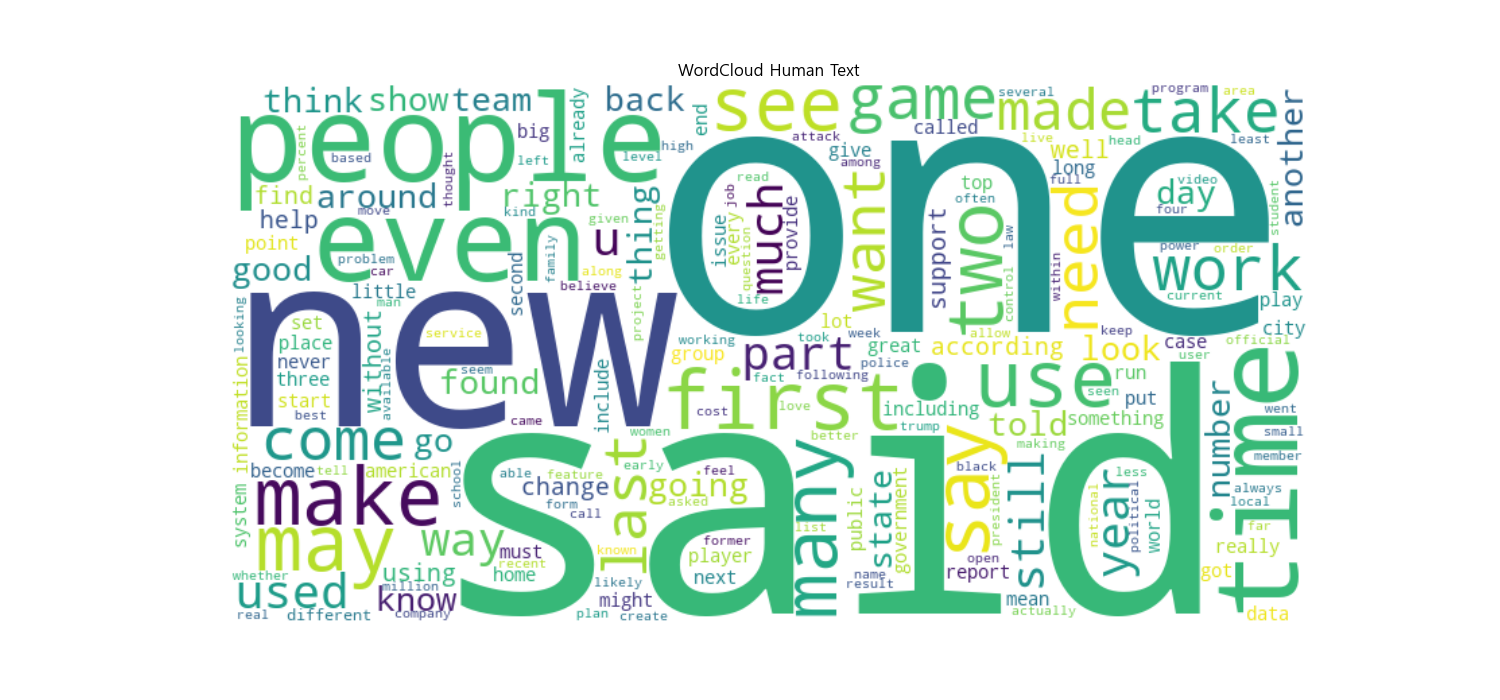 WordCloud Human Text
think
show
team
back
see
game
made
take
several
program
area
people
percent
based
big
left
already
level
high
end
attack
give
called
among
live
well
head
least
another
find
around
thought
right
thing
one
long
full
help
move
kind
given
getting
even
u
issue
every
read
question
job
much
provide
life
want
support
top
often
two
law
control
within
need
day
video
four
student
power
order
work
current
play
point
good
problem
car
family
along
believe
little
man
second
project
new
looking
set
place
never
three
start
best
without
available
service
seem
found
came
include
working
group
part
took
week
lot
great
police
fact
following
according
allow
look
keep
case
user
city
official
first
cost
love
use
run
seen
put
including
trump
told
something
making
better
time
went
small
member
number
come
go
become
tell
american
school
system
information
make
said
able
feature
change
form
call
women
early
last
going
feel
asked
many
list
public
state
government
say
black
president
still
national
year
political
less
world
always
local
far
really
got
may
way
must
recent
home
known
former
player
next
open
report
name
result
mean
actually
data
whether
used
using
million
know
company
real
different
likely
might
plan
create